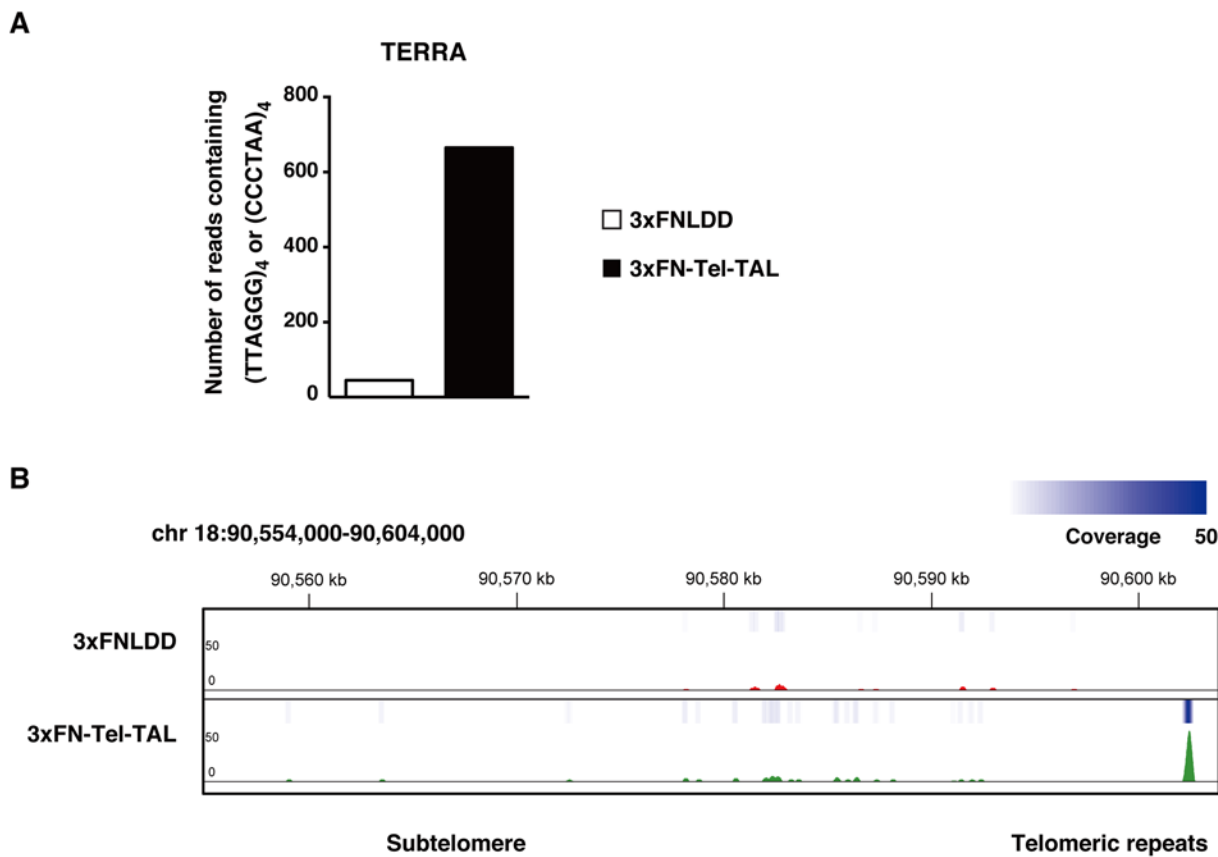 A
TERRA
Number of reads containing
(TTAGGG)4 or (CCCTAA)4
800
600
400
200
0
3xFNLDD
3xFN-Tel-TAL
B
chr 18:90,554,000-90,604,000
Coverage 50
90,560 kb 90,570 kb 90,580 kb 90,590 kb 90,600 kb
3xFNLDD
50
0
3xFN-Tel-TAL
50
0
Subtelomere Telomeric repeats